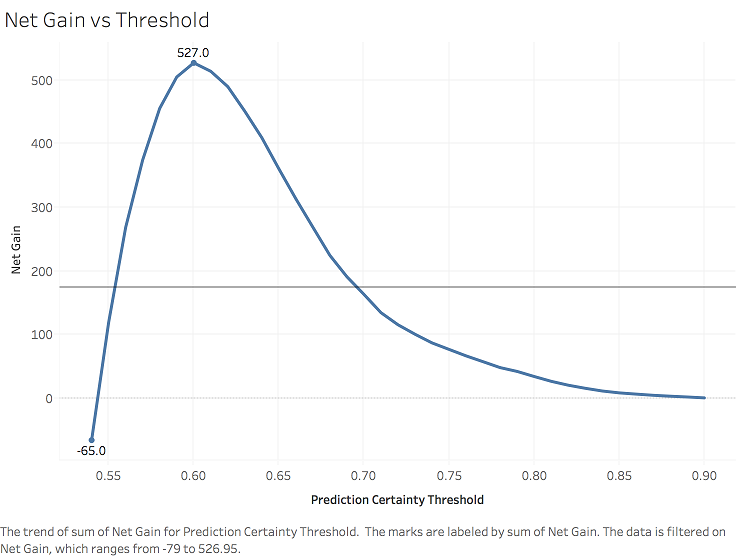 Net Gain vs Threshold
527.0
500
400
300
200
100
0
Net Gain
-65.0
0.55 0.60 0.65 0.70 0.75 0.80 0.85 0.90
Prediction Certainty Threshold
The trend of sum of Net Gain for Prediction Certainty Threshold. The marks are labeled by sum of Net Gain. The data is filtered on
Net Gain, which ranges from -79 to 526.95.